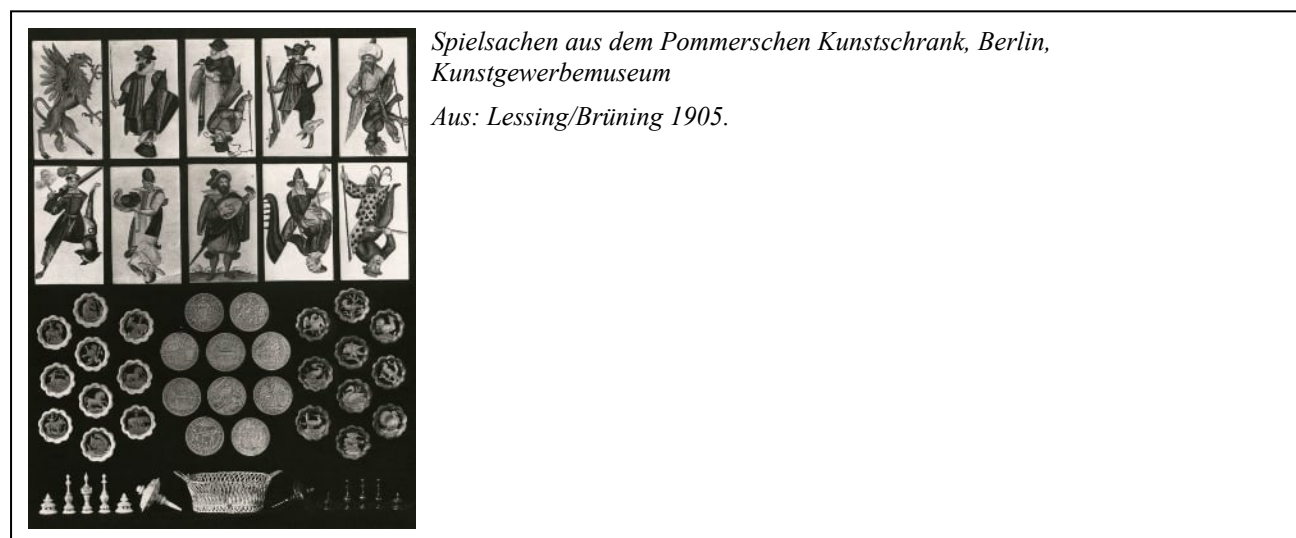 Spielsachen aus dem Pommerschen Kunstschrank, Berlin,
Kunstgewerbemuseum
Aus: Lessing/Brüning 1905.